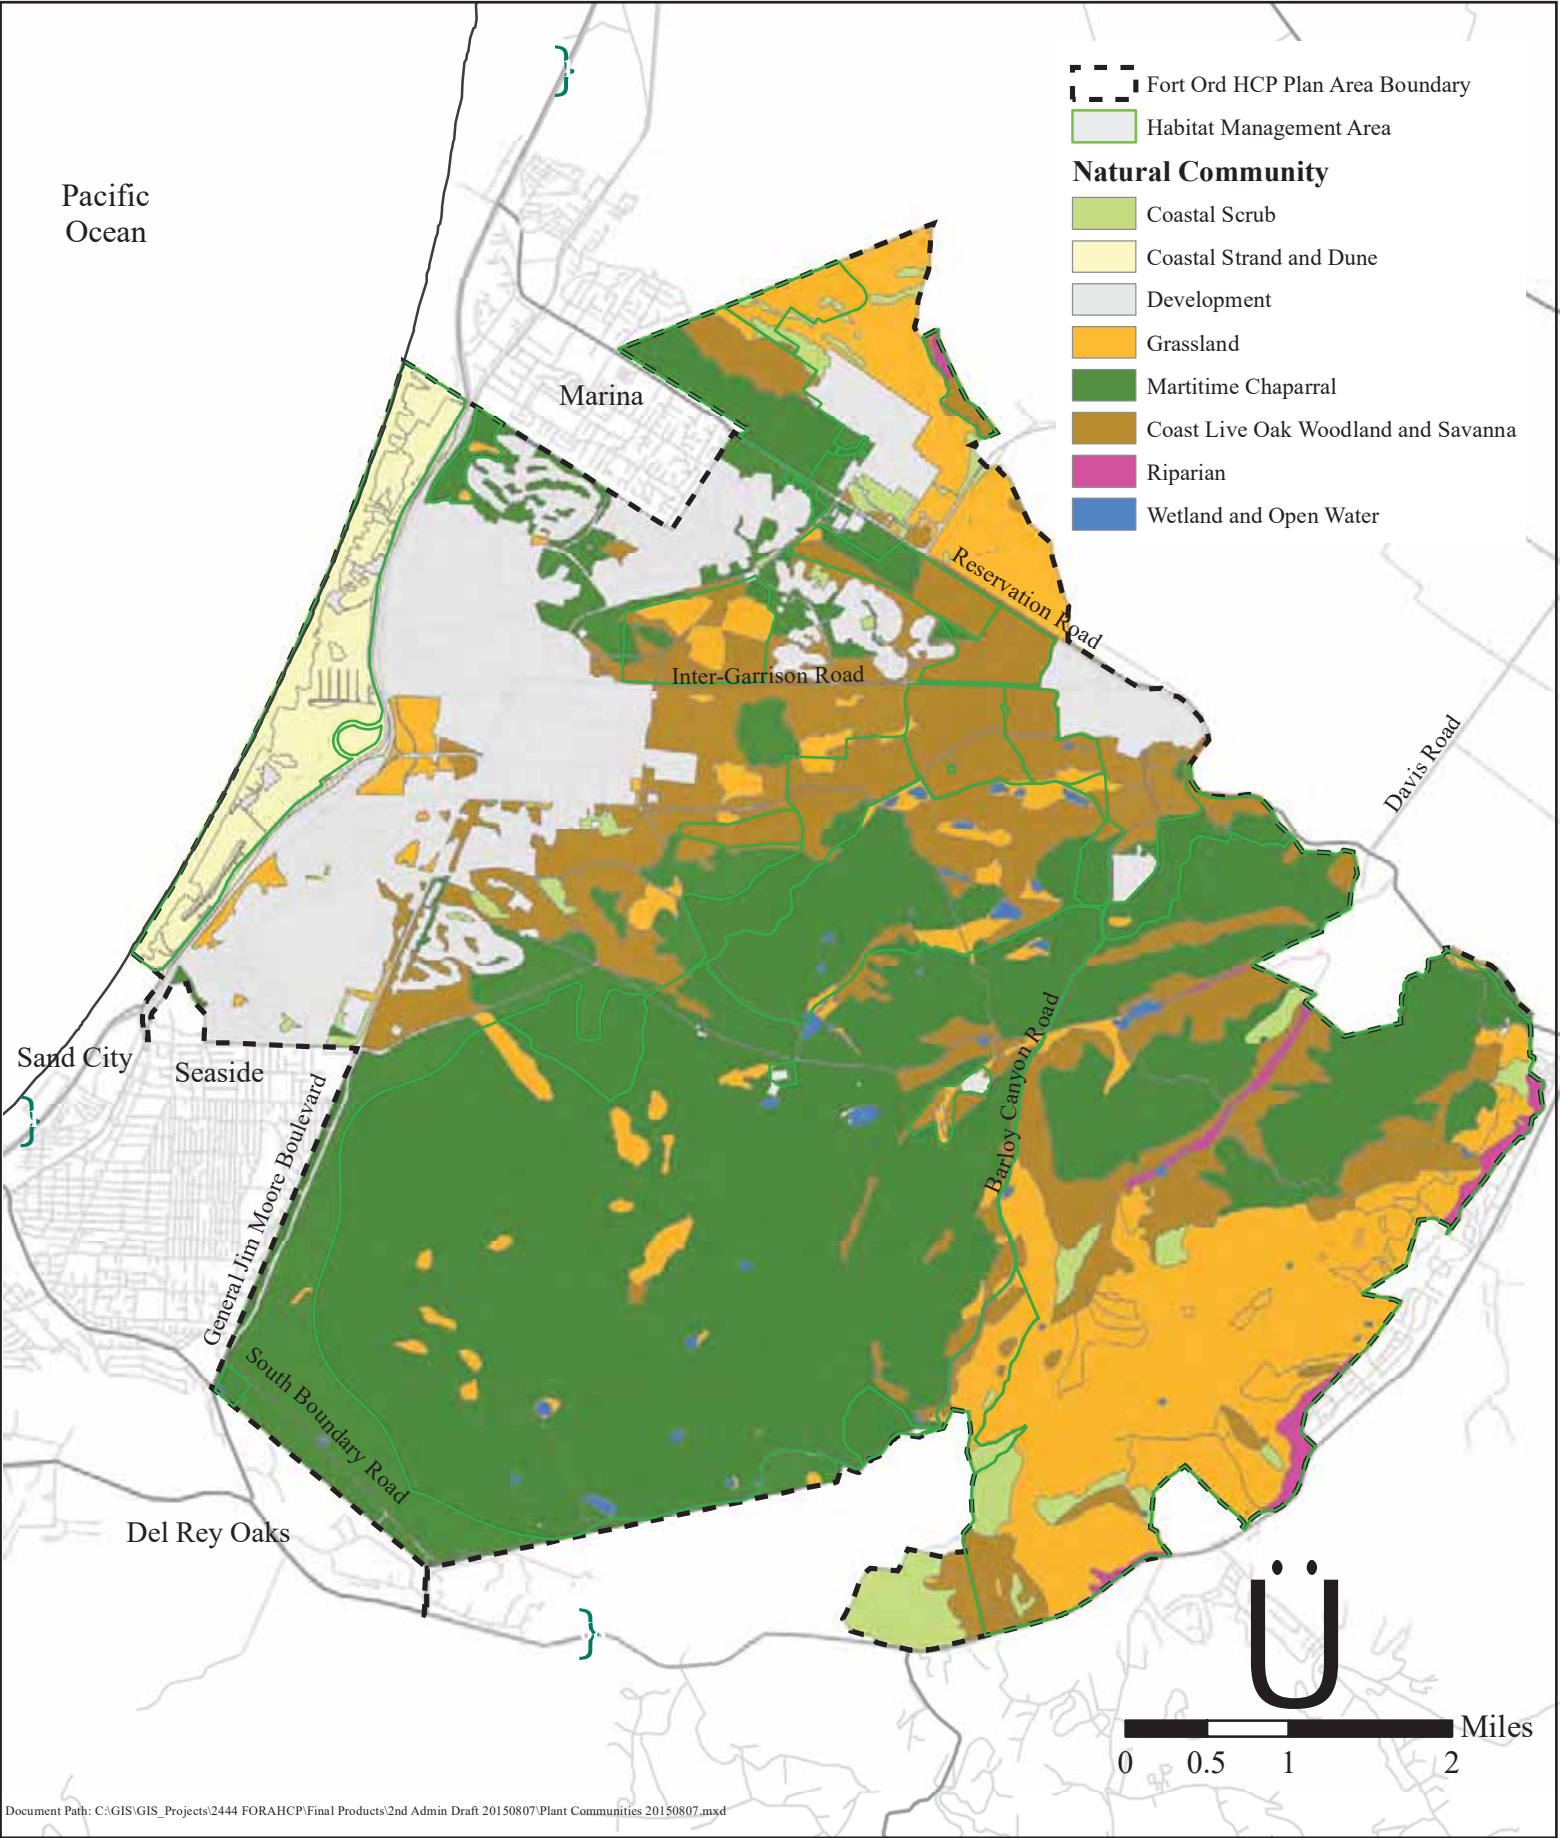 Fort Ord HCP Plan Area Boundary
Habitat Management Area
Natural Community
Coastal Scrub
Coastal Strand and Dune
Development
Grassland
Martitime Chaparral
Coast Live Oak Woodland and Savanna
Riparian
Wetland and Open Water
Pacific
Ocean
Marina
Reservation Road
Inter-Garrison Road
Davis Road
Barloy Canyon Road
Sand City
Seaside
General Jim Moore Boulevard
South Boundary Road
Del Rey Oaks
}
}
}
Ü
Miles
0 0.5 1 2
Document Path: C:\GIS\GIS_Projects\2444 FORAHCP\Final Products\2nd Admin Draft 20150807\Plant Communities 20150807.mxd